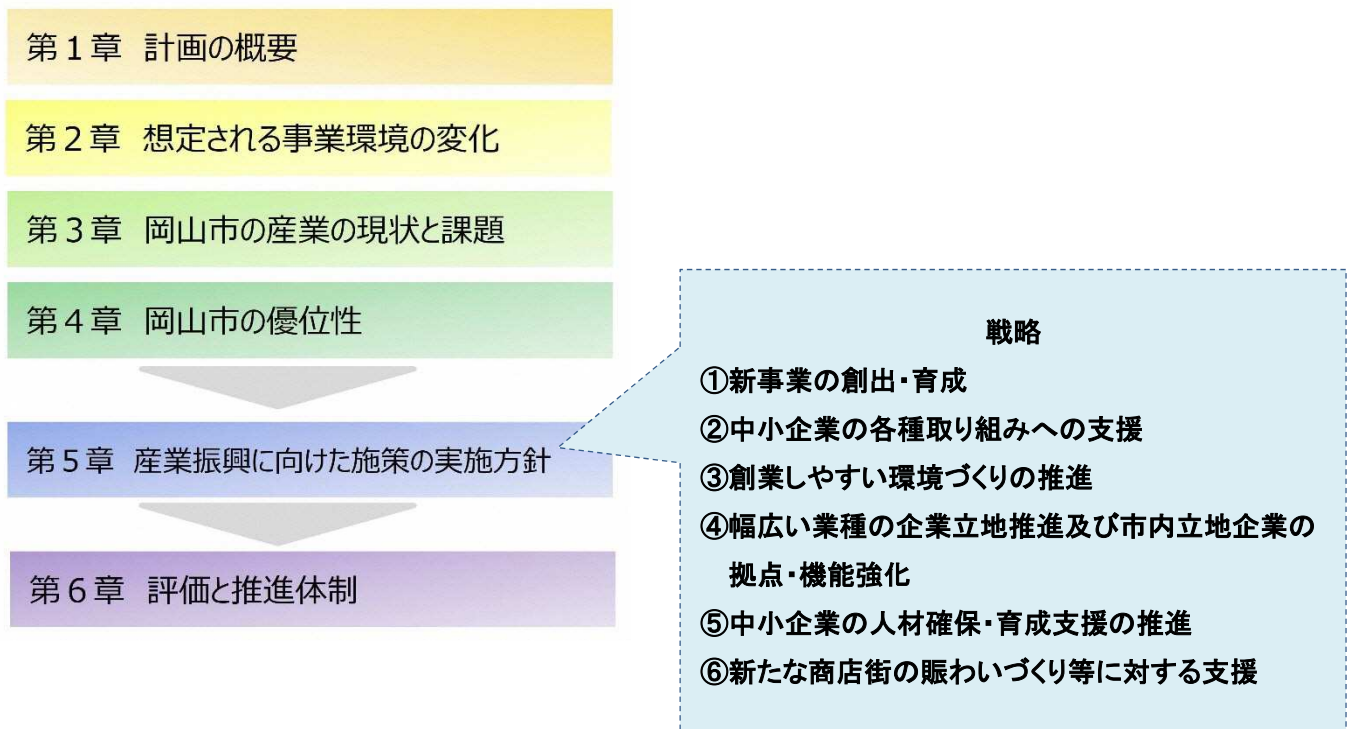 第１章 計画の概要
第２章 想定される事業環境の変化
第３章 岡山市の産業の現状と課題
第４章 岡山市の優位性
第５章 産業振興に向けた施策の実施方針
第６章 評価と推進体制
戦略
①新事業の創出・育成
②中小企業の各種取り組みへの支援
③創業しやすい環境づくりの推進
④幅広い業種の企業立地推進及び市内立地企業の
拠点・機能強化
⑤中小企業の人材確保・育成支援の推進
⑥新たな商店街の賑わいづくり等に対する支援